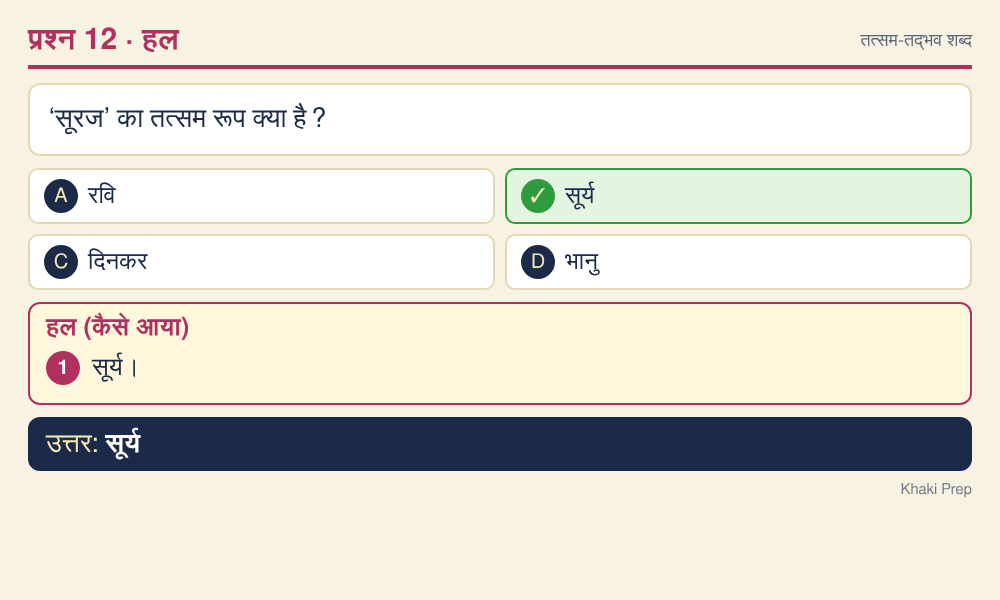 प्रश्न 12 · हल
तत्सम-तद्भव शब्द
‘सूरज’ का तत्सम रूप क्या है ?
A रवि
✓ सूर्य
C दिनकर
D भानु
हल (कैसे आया)
1 सूर्य।
उत्तर: सूर्य
Khaki Prep